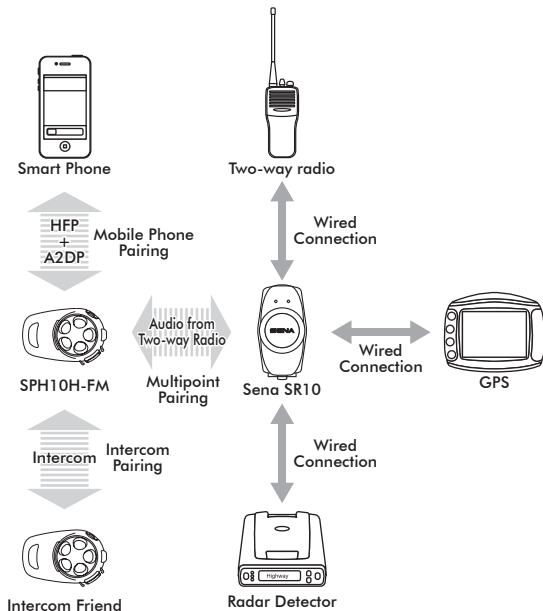 Smart Phone
Two-way radio
HFP
+
A2DP
Mobile Phone
Pairing
Wired
Connection
Audio from
Two-way Radio
SENA
Wired
Connection
SPH10H-FM
Multipoint
Pairing
Sena SR10
GPS
Intercom
Intercom
Pairing
Wired
Connection
Highway
Intercom Friend
Radar Detector